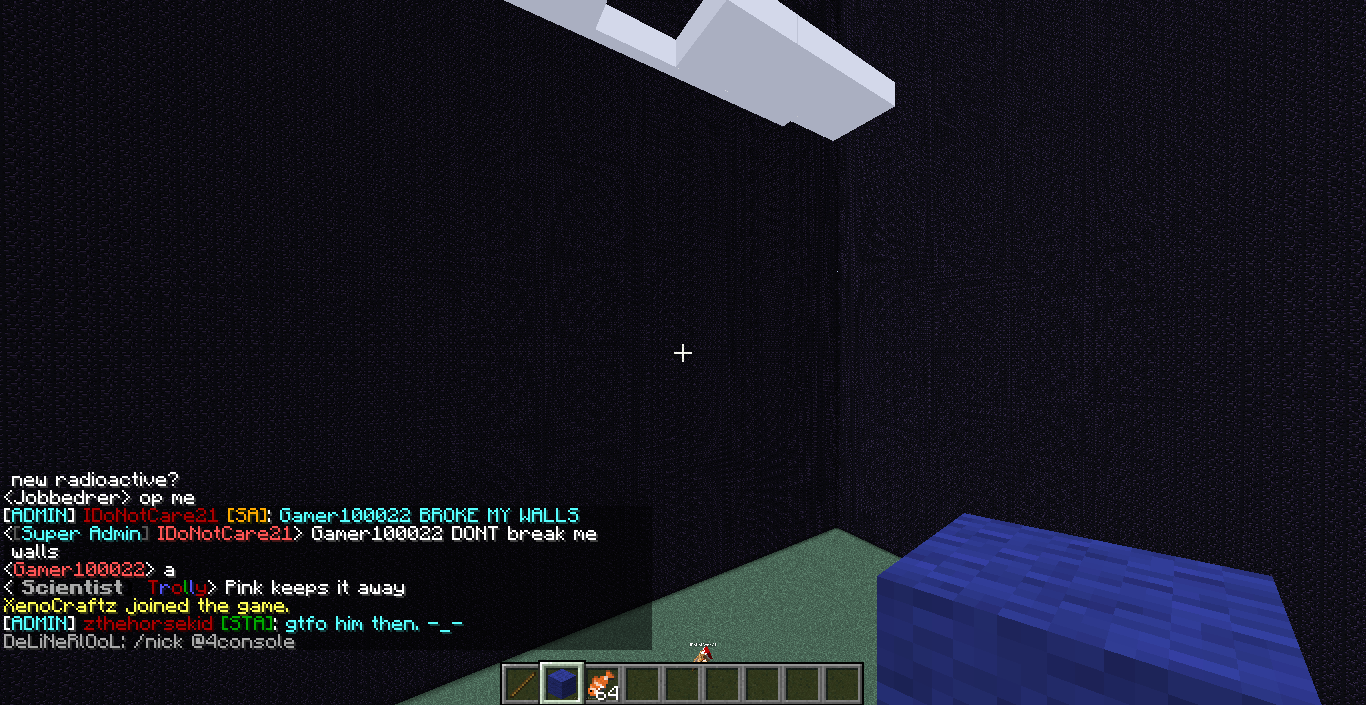 new radioactive?
<Jobbedrer> op me
[ADMIN] IDoNotCare21 [SA]: Gamer100022 BROKE MY WALLS
<[Super Admin] IDoNotCare21> Gamer100022 DONT break me
walls
<Gamer100022> a
< Scientist Trolly> Pink keeps it away
XenoCraftz joined the game.
[ADMIN] zthehorsekid [STA]: gtfo him then. -_-
DeLiNeRlOoL: /nick @4console
64